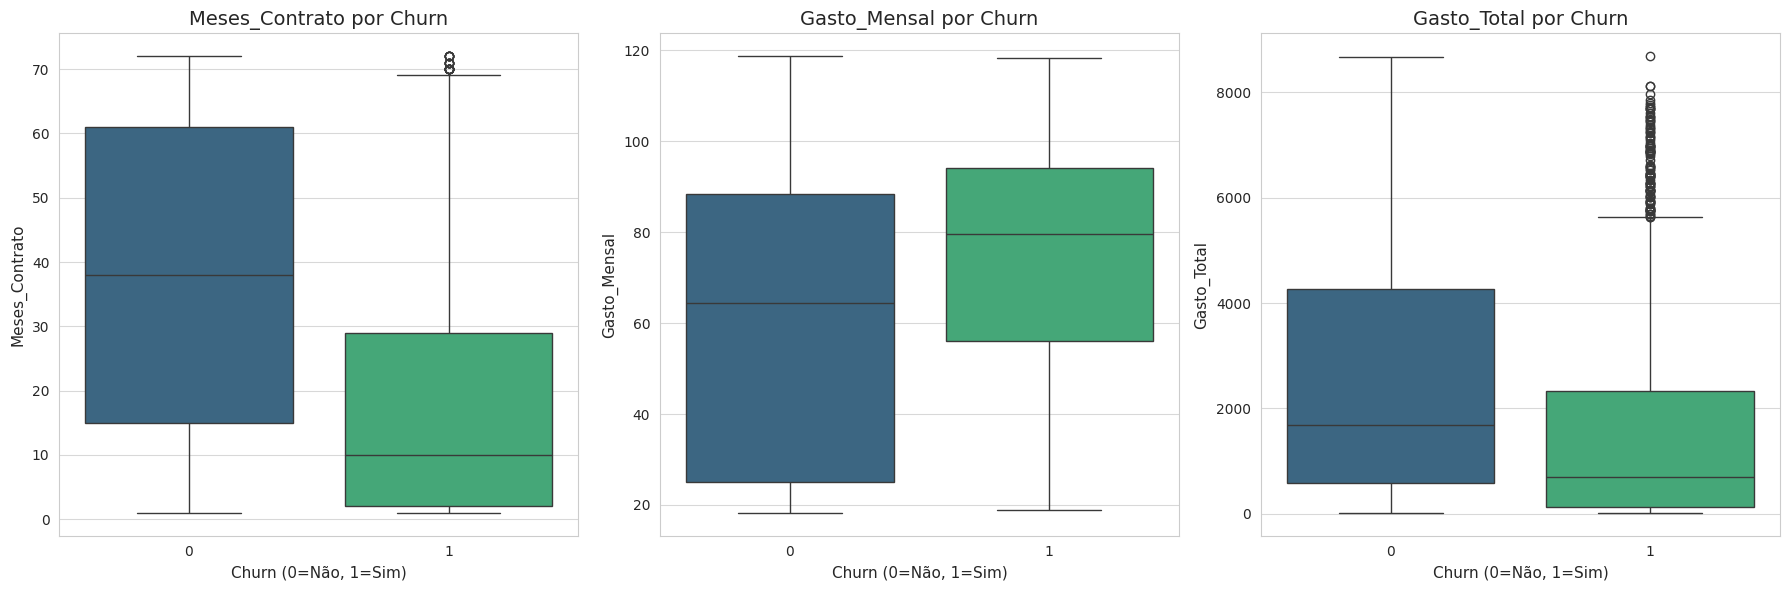 Meses_Contrato por Churn
Meses_Contrato
70
60
50
40
30
20
10
0
0
1
Churn (0=Não, 1=Sim)
Gasto_Mensal por Churn
Gasto_Mensal
120
100
80
60
40
20
0
1
Churn (0=Não, 1=Sim)
Gasto_Total por Churn
Gasto_Total
8000
6000
4000
2000
0
0
1
Churn (0=Não, 1=Sim)